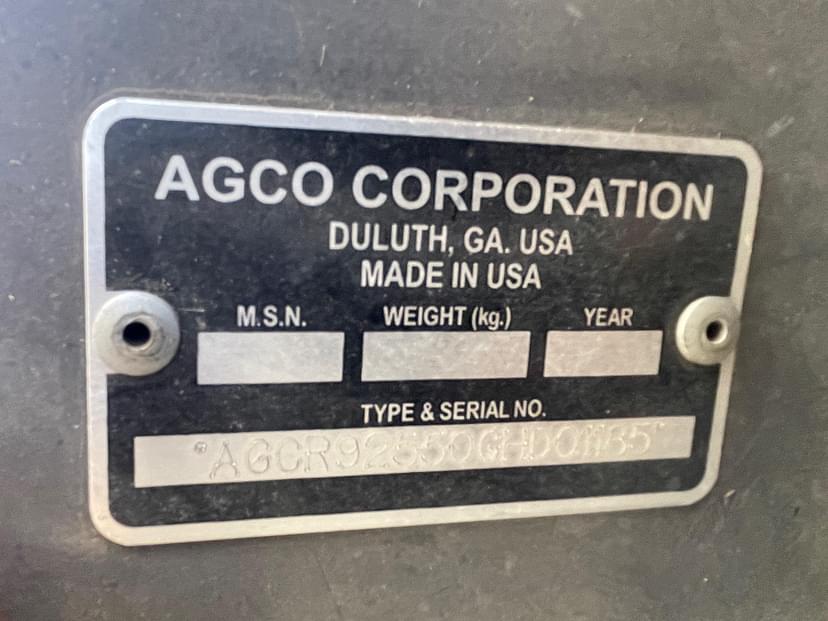 AGCO CORPORATION
DULUTH, GA. USA
MADE IN USA
M.S.N. WEIGHT (kg.) YEAR
TYPE & SERIAL NO.